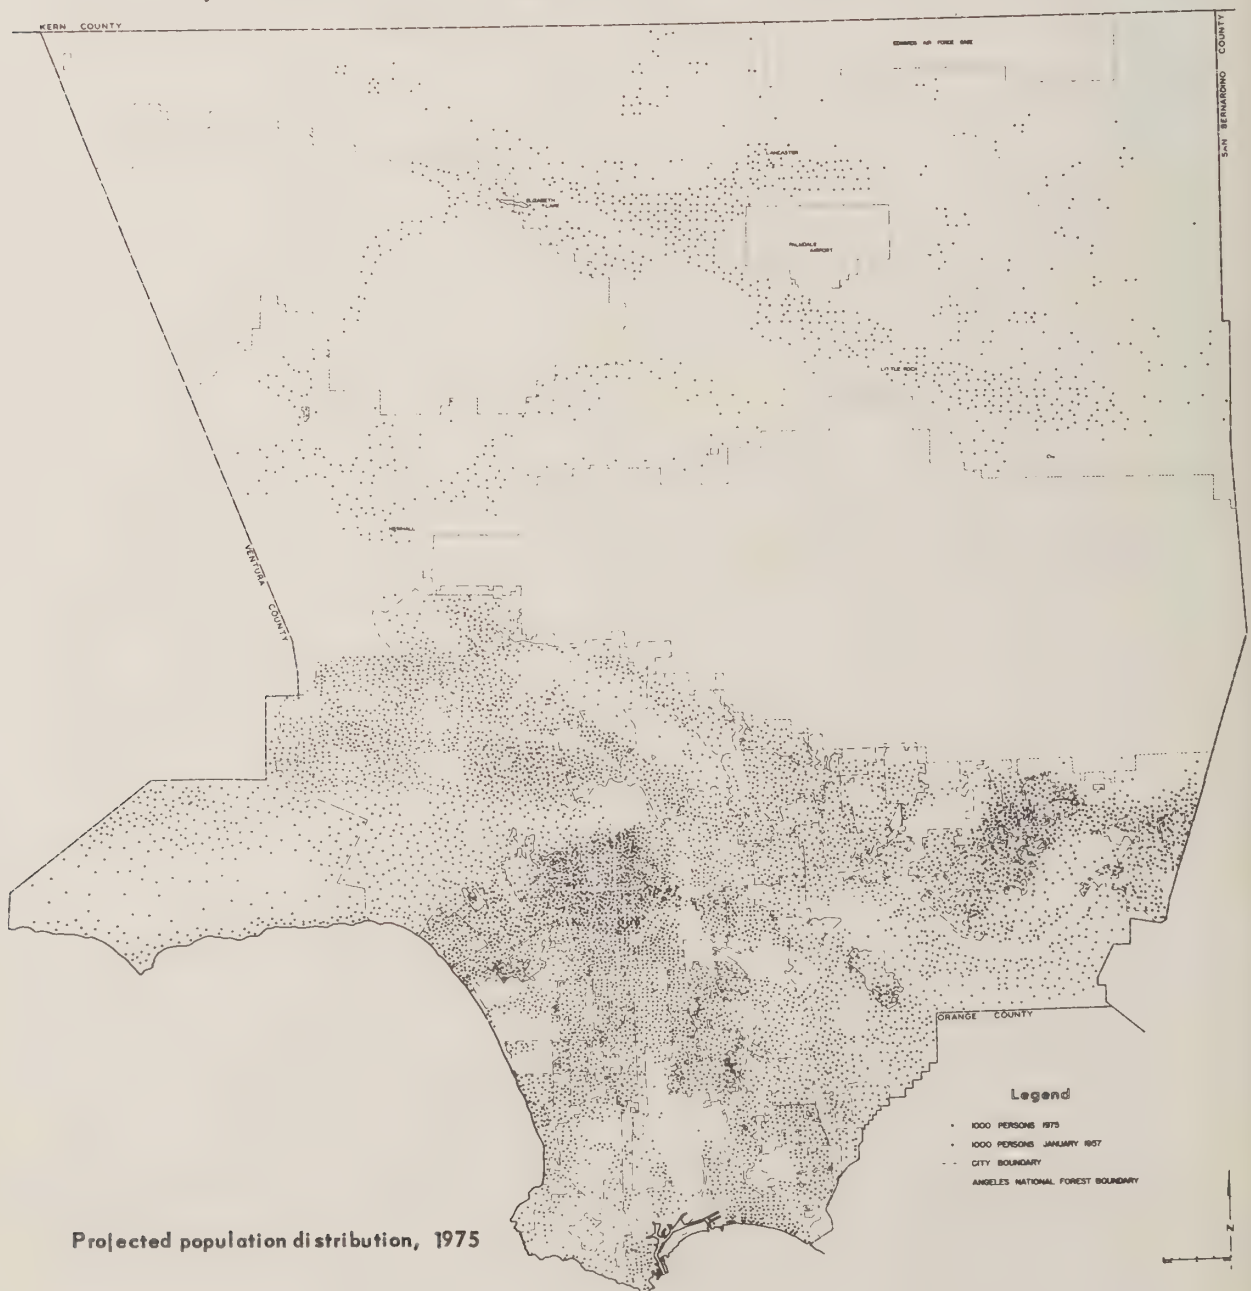 KERN COUNTY
EDWARDS AIR FORCE BASE
SAN BERNARDINO COUNTY
LANCASTER
ELIZABETH
LAKE
PALMDALE
AIRPORT
LITTLE ROCK
NEWHALL
VENTURA COUNTY
ORANGE COUNTY
Legend
1000 PERSONS 1975
1000 PERSONS JANUARY 1957
CITY BOUNDARY
ANGELES NATIONAL FOREST BOUNDARY
N
Projected population distribution, 1975